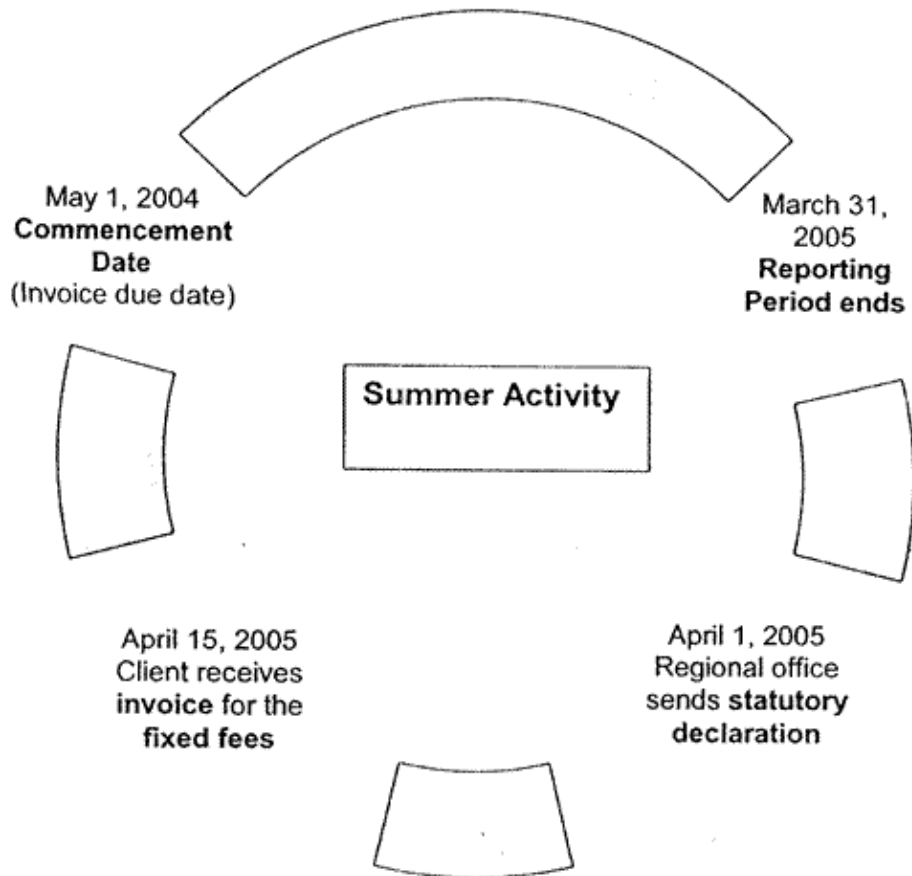 May 1, 2004
Commencement
Date
(Invoice due date)
March 31,
2005
Reporting
Period ends
Summer Activity
April 15, 2005
Client receives
invoice for the
fixed fees
April 1, 2005
Regional office
sends statutory
declaration